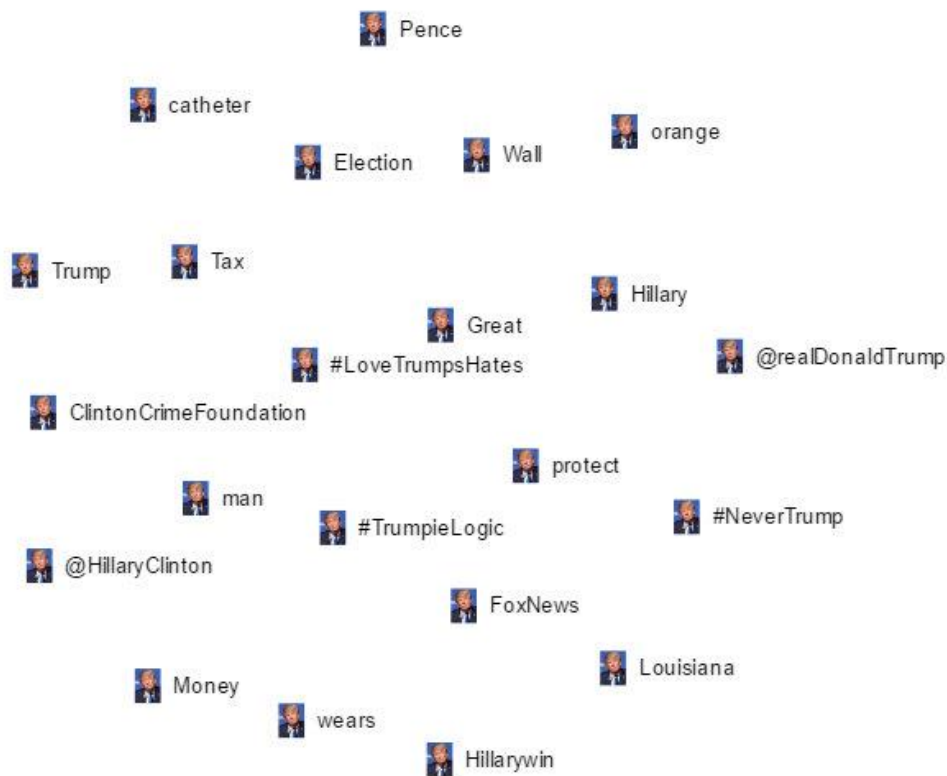 Pence
catheter
orange
Election
Wall
Trump
Tax
Hillary
Great
#LoveTrumpsHates
@realDonaldTrump
ClintonCrimeFoundation
protect
man
#TrumpieLogic
#NeverTrump
@HillaryClinton
FoxNews
Louisiana
Money
wears
Hillarywin